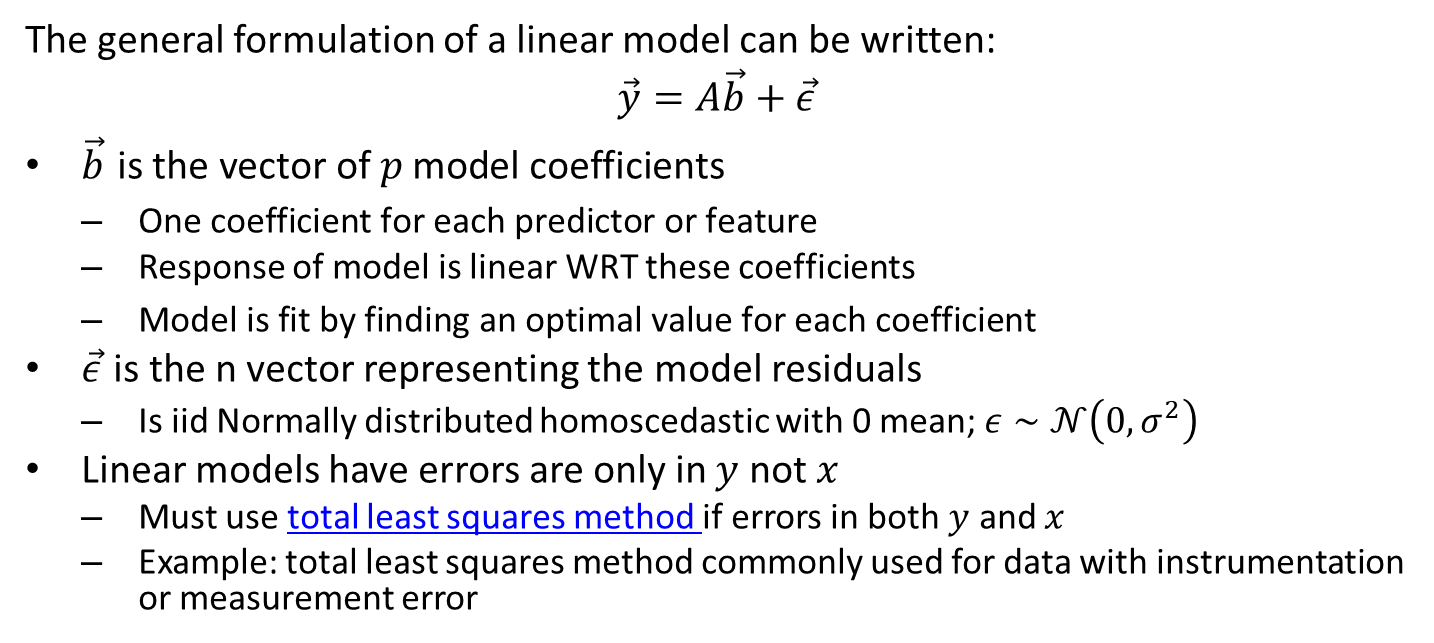 The general formulation of a linear model can be written:
y⃗ = Ab⃗ + ϵ⃗
• b⃗ is the vector of p model coefficients
– One coefficient for each predictor or feature
– Response of model is linear WRT these coefficients
– Model is fit by finding an optimal value for each coefficient
• ϵ⃗ is the n vector representing the model residuals
– Is iid Normally distributed homoscedastic with 0 mean; ϵ ~ 𝒩(0, σ²)
• Linear models have errors are only in y not x
– Must use total least squares method if errors in both y and x
– Example: total least squares method commonly used for data with instrumentation
or measurement error